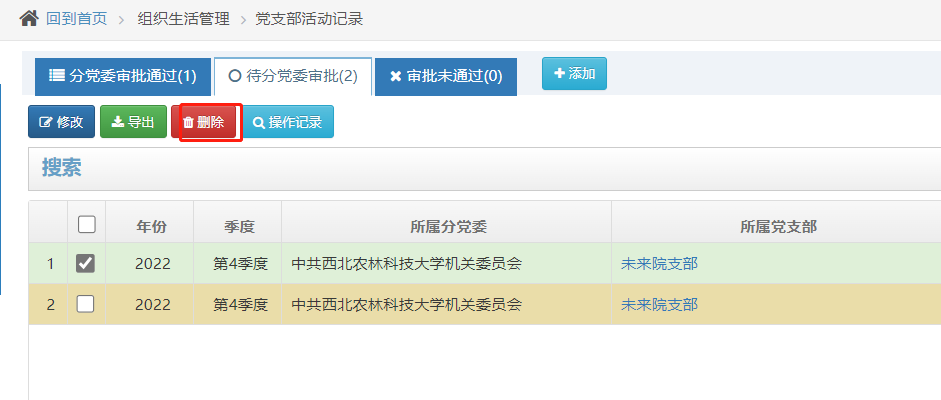 回到首页 > 组织生活管理 > 党支部活动记录
分党委审批通过(1) 待分党委审批(2) 审批未通过(0) 添加
修改 导出 删除 操作记录
搜索
年份 季度 所属分党委 所属党支部
1 2022 第4季度 中共西北农林科技大学机关委员会 未来院支部
2 2022 第4季度 中共西北农林科技大学机关委员会 未来院支部